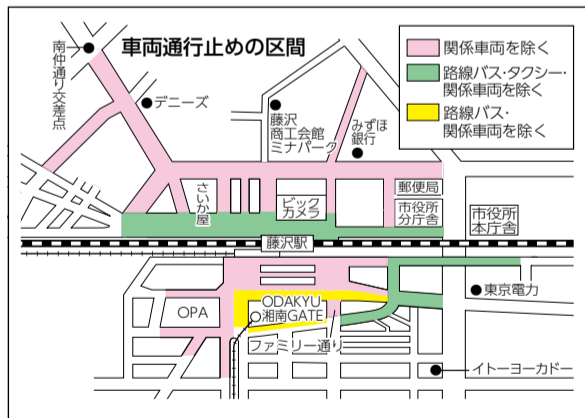 車両通行止めの区間
南仲通り交差点
デニーズ
藤沢
商工会館
ミナパーク
みずほ
銀行
関係車両を除く
路線バス・タクシー・
関係車両を除く
路線バス・
関係車両を除く
さいか屋
ビック
カメラ
郵便局
市役所
分庁舎
市役所
本庁舎
藤沢駅
OPA
ODAKYU
湘南GATE
ファミリー通り
東京電力
イトーヨーカドー